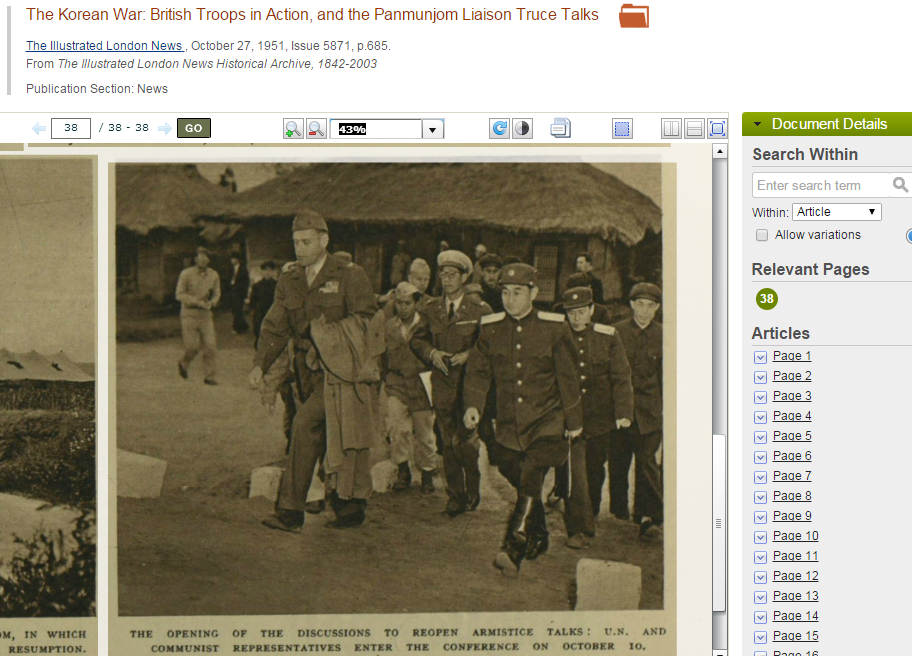 The Korean War: British Troops in Action, and the Panmunjom Liaison Truce Talks
The Illustrated London News , October 27, 1951, Issue 5871, p.685.
From The Illustrated London News Historical Archive, 1842-2003
Publication Section: News
38 / 38 - 38 GO 43%
Document Details
Search Within
Enter search term
Within: Article
Allow variations
Relevant Pages
38
Articles
Page 1
Page 2
Page 3
Page 4
Page 5
Page 6
Page 7
Page 8
Page 9
Page 10
Page 11
Page 12
Page 13
Page 14
Page 15
Page 16
OM, IN WHICH
RESUMPTION.
THE OPENING OF THE DISCUSSIONS TO REOPEN ARMISTICE TALKS: U.N. AND
COMMUNIST REPRESENTATIVES ENTER THE CONFERENCE ON OCTOBER 10.